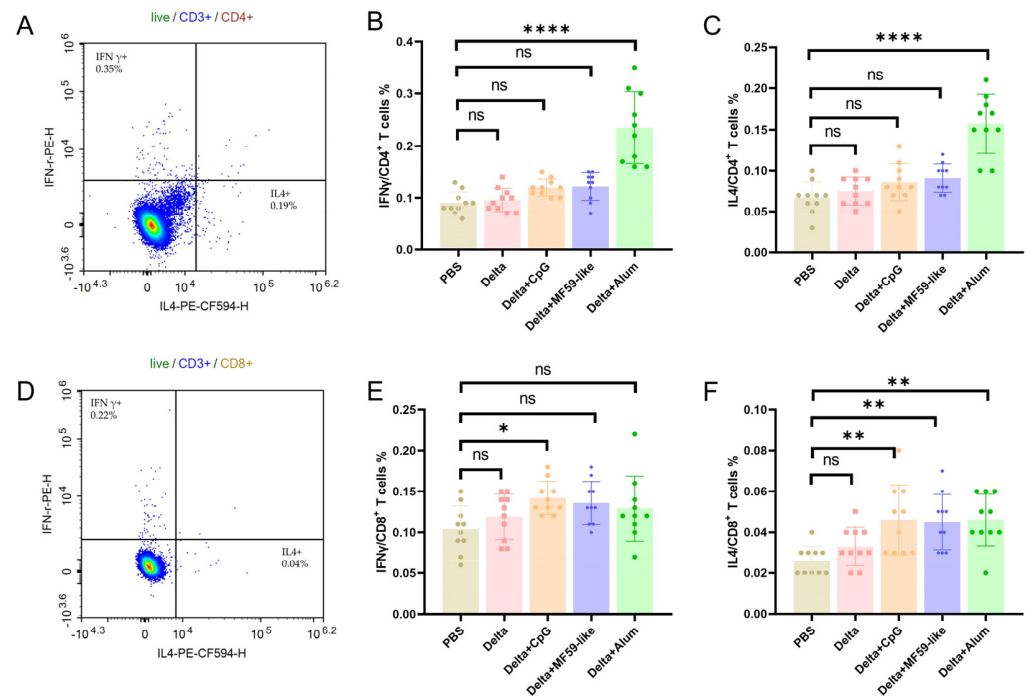 A
live / CD3+ / CD4+
10^6
10^5
10^4
0
-10^3.6
IFN-r-PE-H
IFN γ+
0.35%
IL4+
0.19%
-10^4.3
0
10^4
10^5
10^6.2
IL4-PE-CF594-H
B
****
ns
ns
ns
0.4
0.3
0.2
0.1
0.0
IFNγ/CD4+ T cells %
PBS
Delta
Delta+CpG
Delta+MF59-like
Delta+Alum
C
****
ns
ns
ns
0.25
0.20
0.15
0.10
0.05
0.00
IL4/CD4+ T cells %
PBS
Delta
Delta+CpG
Delta+MF59-like
Delta+Alum
D
live / CD3+ / CD8+
10^6
10^5
10^4
0
-10^3.6
IFN-r-PE-H
IFN γ+
0.22%
IL4+
0.04%
-10^4.3
0
10^4
10^5
10^6.2
IL4-PE-CF594-H
E
ns
ns
*
ns
0.25
0.20
0.15
0.10
0.05
0.00
IFNγ/CD8+ T cells %
PBS
Delta
Delta+CpG
Delta+MF59-like
Delta+Alum
F
**
**
**
ns
0.10
0.08
0.06
0.04
0.02
0.00
IL4/CD8+ T cells %
PBS
Delta
Delta+CpG
Delta+MF59-like
Delta+Alum